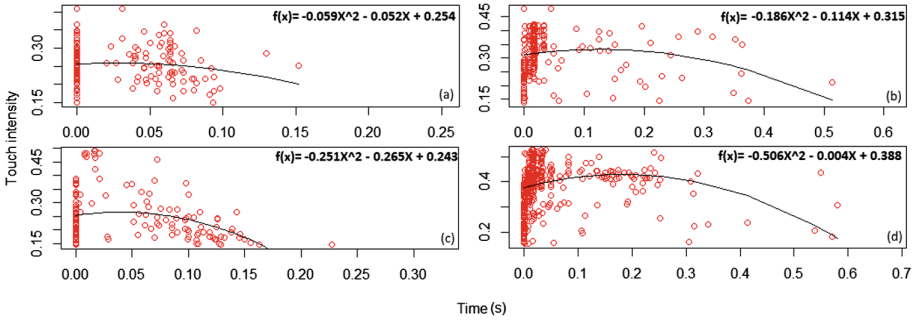 f(x)= -0.059X^2 - 0.052X + 0.254
0.30
0.15
(a)
0.00 0.05 0.10 0.15 0.20 0.25
f(x)= -0.186X^2 - 0.114X + 0.315
0.45
0.30
0.15
(b)
0.0 0.1 0.2 0.3 0.4 0.5 0.6
Touch intensity
f(x)= -0.251X^2 - 0.265X + 0.243
0.45
0.30
0.15
(c)
0.00 0.05 0.10 0.15 0.20 0.25 0.30
f(x)= -0.506X^2 - 0.004X + 0.388
0.4
0.2
(d)
0.0 0.1 0.2 0.3 0.4 0.5 0.6 0.7
Time (s)